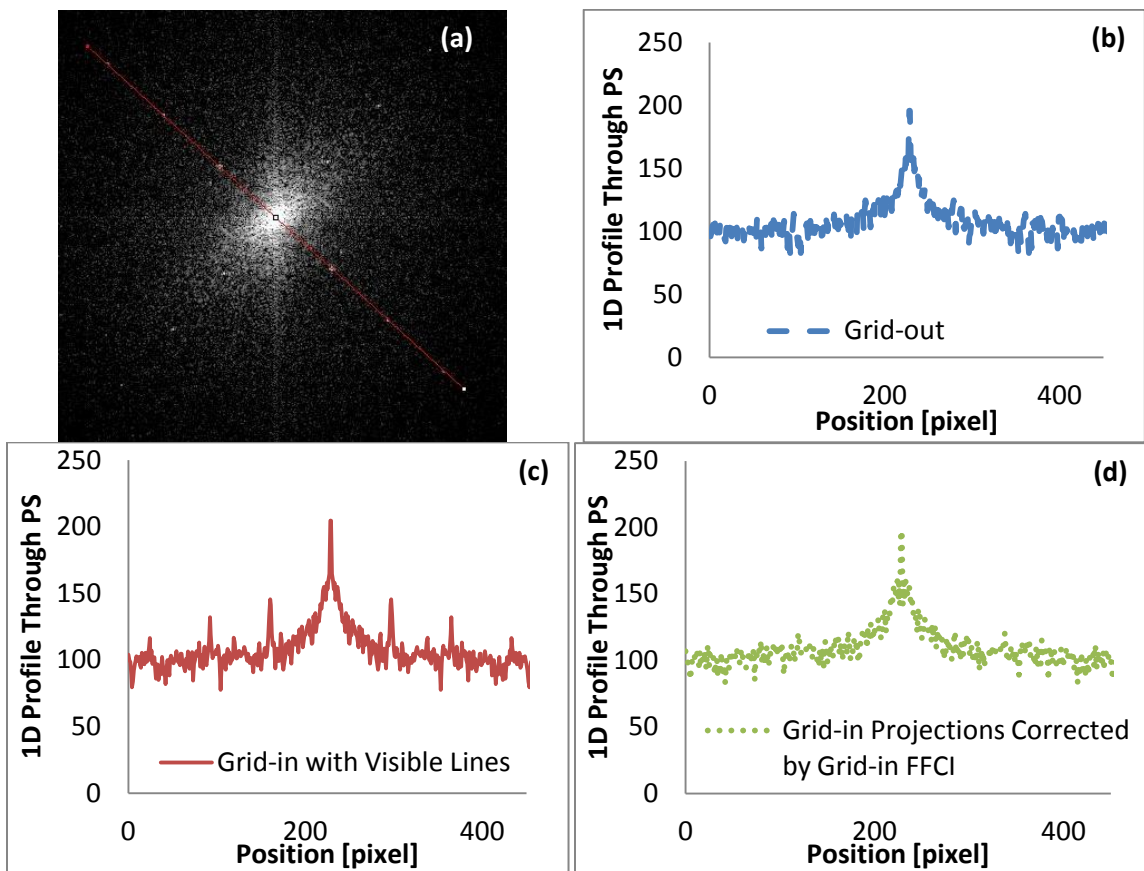 (a)
(b)
1D Profile Through PS
250
200
150
100
50
0
Grid-out
0 200 400
Position [pixel]
(c)
1D Profile Through PS
250
200
150
100
50
0
Grid-in with Visible Lines
0 200 400
Position [pixel]
(d)
1D Profile Through PS
250
200
150
100
50
0
Grid-in Projections Corrected
by Grid-in FFCI
0 200 400
Position [pixel]